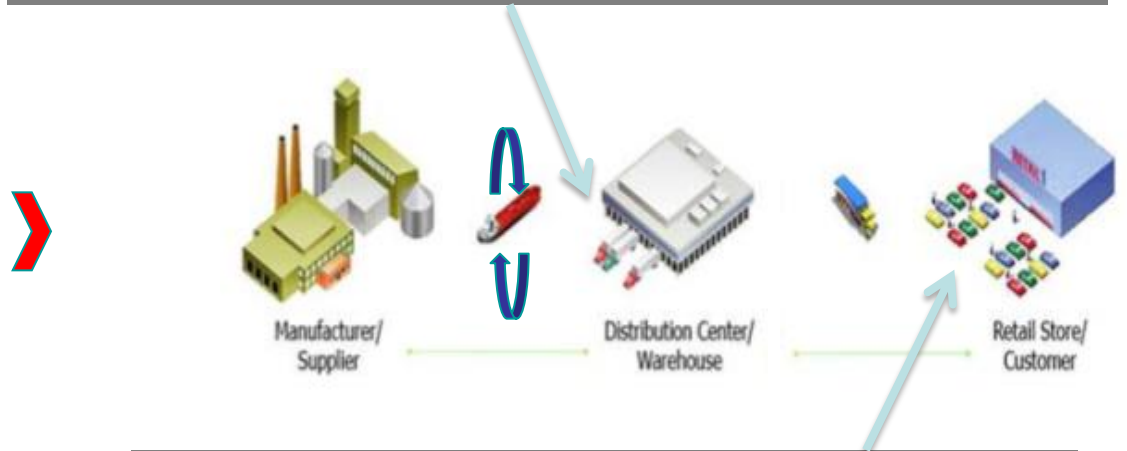 Manufacturer/
Supplier
Distribution Center/
Warehouse
Retail Store/
Customer